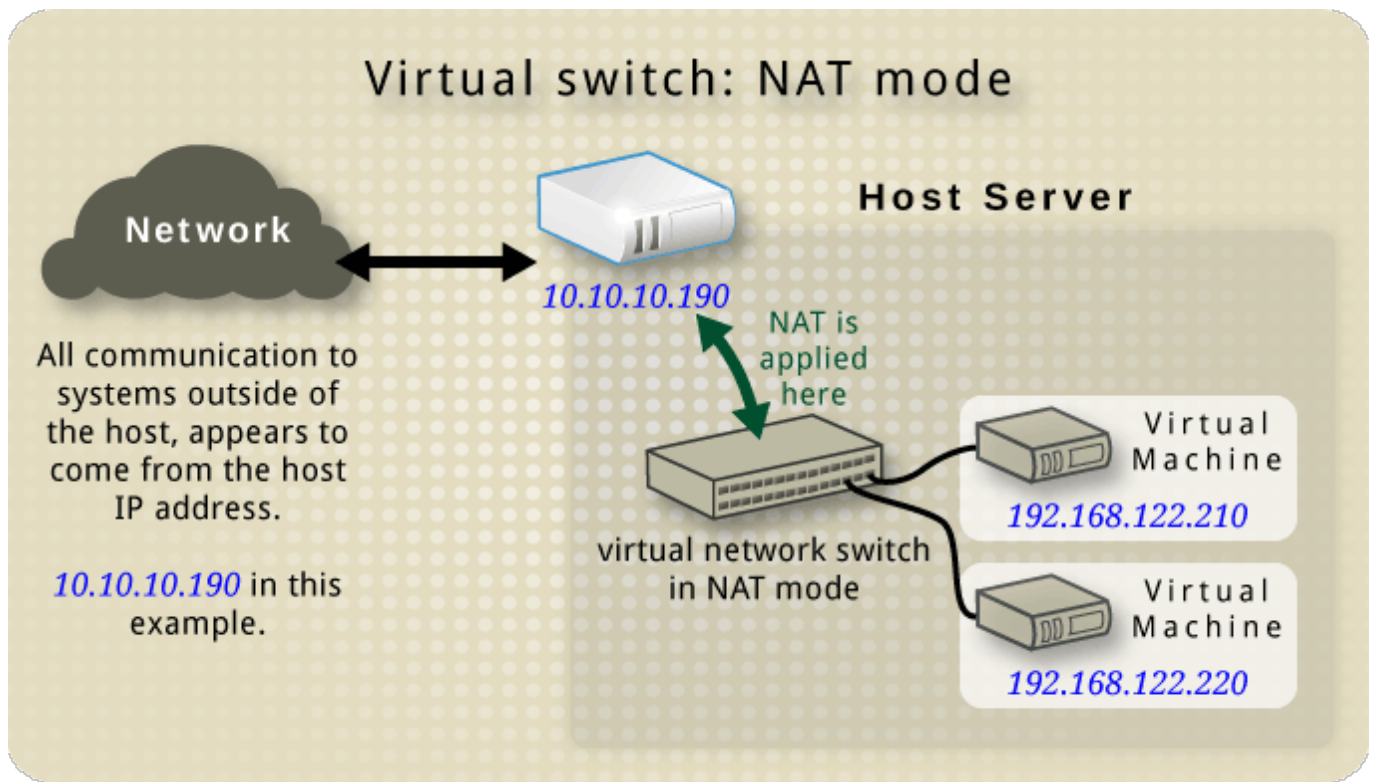 Virtual switch: NAT mode
Network
Host Server
10.10.10.190
NAT is
applied
here
All communication to
systems outside of
the host, appears to
come from the host
IP address.
10.10.10.190 in this
example.
virtual network switch
in NAT mode
Virtual
Machine
192.168.122.210
Virtual
Machine
192.168.122.220